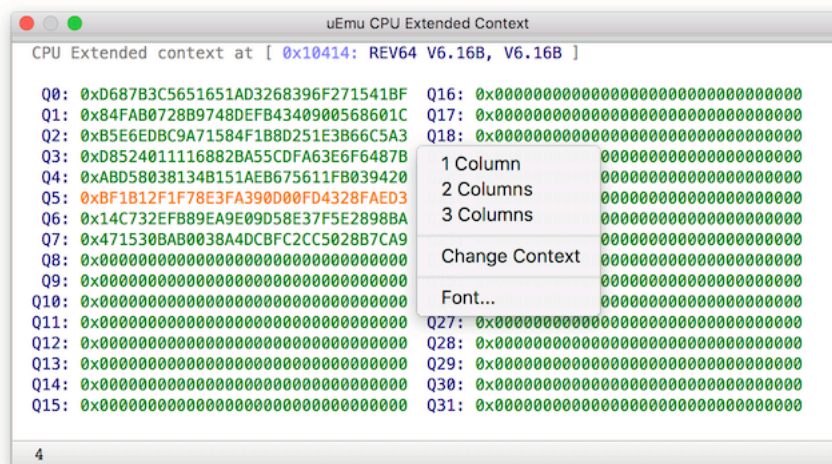 uEmu CPU Extended Context
CPU Extended context at [ 0x10414: REV64 V6.16B, V6.16B ]
Q0: 0xD687B3C5651651AD3268396F271541BF Q16: 0x00000000000000000000000000000000
Q1: 0x84FAB0728B9748DEFB4340900568601C Q17: 0x00000000000000000000000000000000
Q2: 0xB5E6EDBC9A71584F1B8D251E3B66C5A3 Q18: 0x00000000000000000000000000000000
Q3: 0xD8524011116882BA55CDFA63E6F6487B
Q4: 0xABD58038134B151AEB675611FB039420
Q5: 0xBF1B12F1F78E3FA390D00FD4328FAED3
Q6: 0x14C732EFB89EA9E09D58E37F5E2898BA
Q7: 0x471530BAB0038A4DCBFC2CC5028B7CA9
Q8: 0x00000000000000000000000000000000
Q9: 0x00000000000000000000000000000000
Q10: 0x00000000000000000000000000000000
Q11: 0x00000000000000000000000000000000 Q27: 0x00000000000000000000000000000000
Q12: 0x00000000000000000000000000000000 Q28: 0x00000000000000000000000000000000
Q13: 0x00000000000000000000000000000000 Q29: 0x00000000000000000000000000000000
Q14: 0x00000000000000000000000000000000 Q30: 0x00000000000000000000000000000000
Q15: 0x00000000000000000000000000000000 Q31: 0x00000000000000000000000000000000
1 Column
2 Columns
3 Columns
Change Context
Font...
4